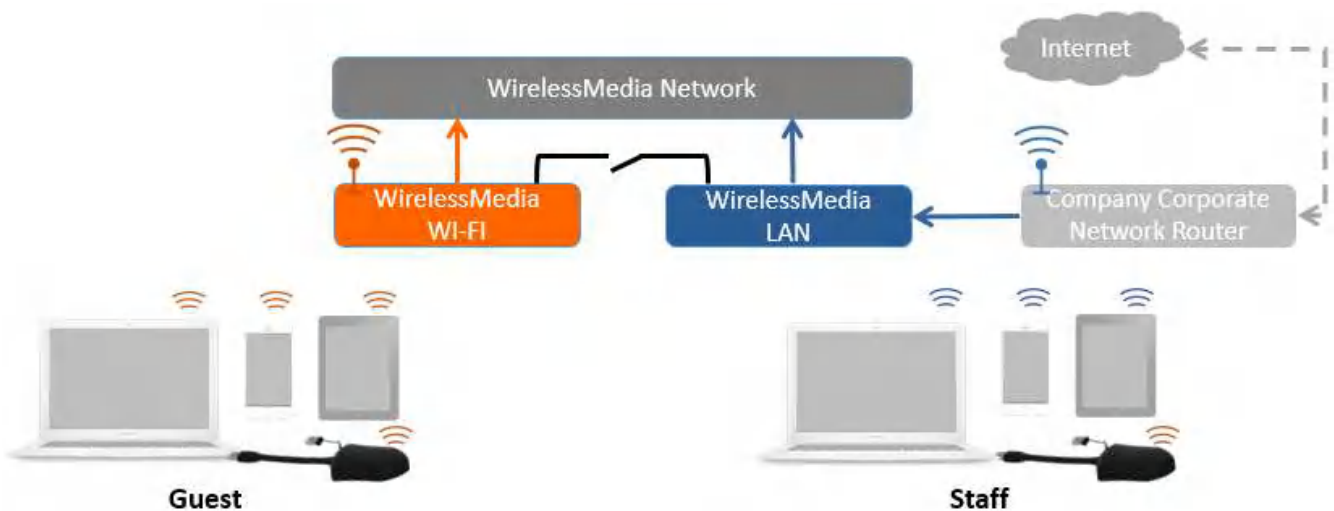 Internet
WirelessMedia Network
WirelessMedia
WI-FI
WirelessMedia
LAN
Company Corporate
Network Router
Guest
Staff